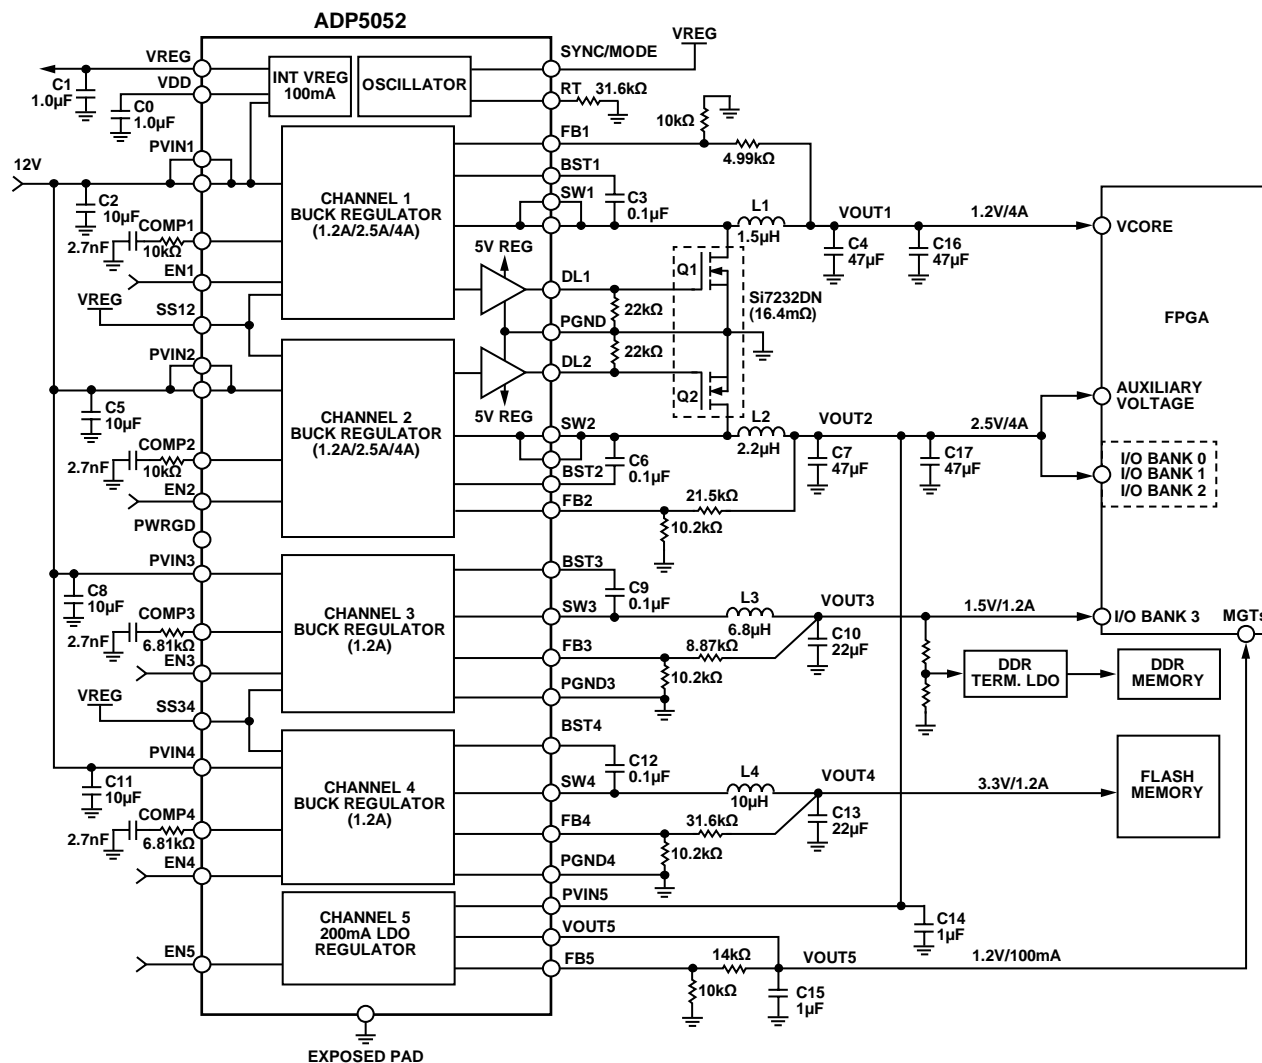 ADP5052
VREG
C1
1.0µF
VDD
C0
1.0µF
INT VREG
100mA
OSCILLATOR
SYNC/MODE
VREG
RT
31.6kΩ
FB1
10kΩ
4.99kΩ
PVIN1
12V
C2
10µF
COMP1
2.7nF
10kΩ
EN1
VREG
SS12
CHANNEL 1
BUCK REGULATOR
(1.2A/2.5A/4A)
BST1
SW1
C3
0.1µF
L1
1.5µH
VOUT1
1.2V/4A
C4
47µF
C16
47µF
VCORE
FPGA
5V REG
DL1
22kΩ
PGND
22kΩ
DL2
5V REG
Q1
Si7232DN
(16.4mΩ)
Q2
PVIN2
C5
10µF
COMP2
2.7nF
10kΩ
EN2
CHANNEL 2
BUCK REGULATOR
(1.2A/2.5A/4A)
SW2
BST2
C6
0.1µF
L2
2.2µH
VOUT2
2.5V/4A
C7
47µF
C17
47µF
AUXILIARY
VOLTAGE
I/O BANK 0
I/O BANK 1
I/O BANK 2
FB2
21.5kΩ
10.2kΩ
PWRGD
PVIN3
C8
10µF
COMP3
2.7nF
6.81kΩ
EN3
VREG
SS34
CHANNEL 3
BUCK REGULATOR
(1.2A)
BST3
C9
0.1µF
SW3
L3
6.8µH
VOUT3
1.5V/1.2A
I/O BANK 3
MGTs
C10
22µF
FB3
8.87kΩ
10.2kΩ
PGND3
DDR
TERM. LDO
DDR
MEMORY
PVIN4
C11
10µF
COMP4
2.7nF
6.81kΩ
EN4
CHANNEL 4
BUCK REGULATOR
(1.2A)
BST4
C12
0.1µF
SW4
L4
10µH
VOUT4
3.3V/1.2A
FLASH
MEMORY
C13
22µF
FB4
31.6kΩ
10.2kΩ
PGND4
PVIN5
C14
1µF
CHANNEL 5
200mA LDO
REGULATOR
VOUT5
EN5
FB5
14kΩ
10kΩ
VOUT5
1.2V/100mA
C15
1µF
EXPOSED PAD